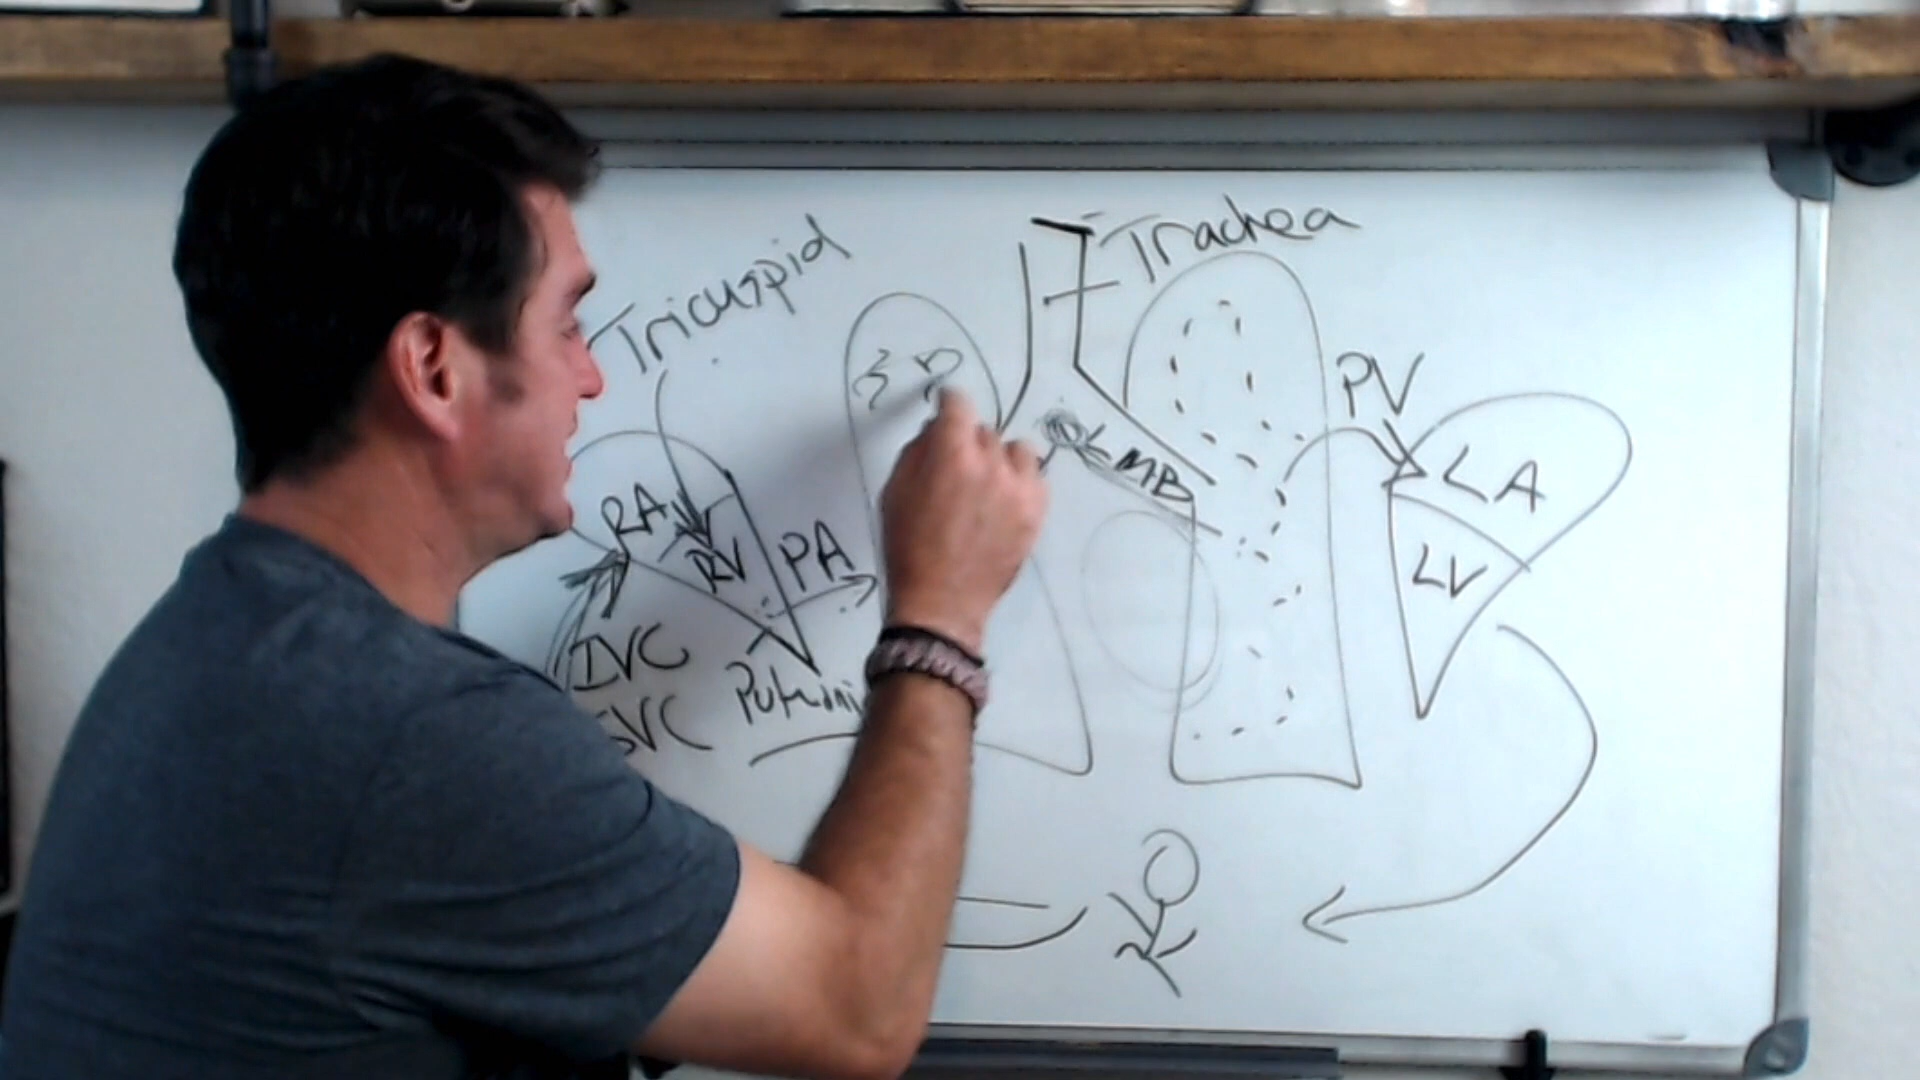 Trachea
Tricuspid
PV
LMB
LA
RA
RV
PA
LV
IVC
SVC